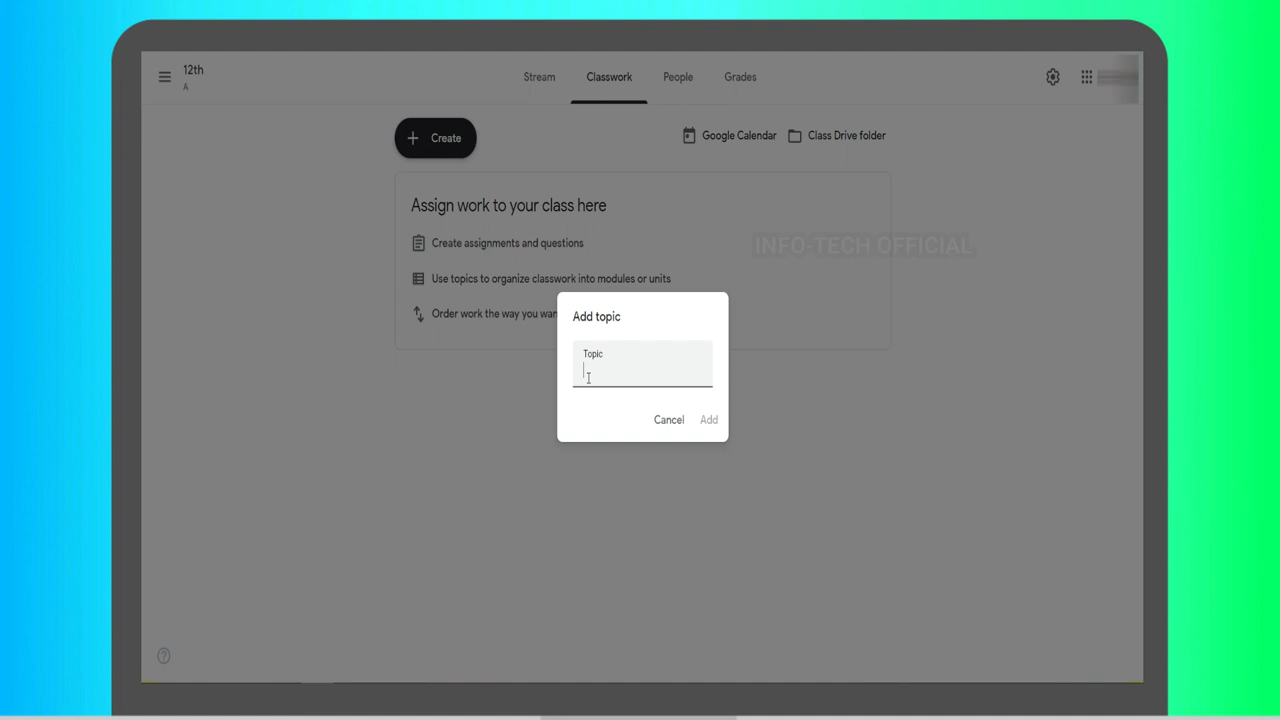 12th
A
Stream
Classwork
People
Grades
Create
Google Calendar
Class Drive folder
Assign work to your class here
Create assignments and questions
INFO-TECH OFFICIAL
Use topics to organize classwork into modules or units
Order work the way you
Add topic
Topic
Cancel
Add